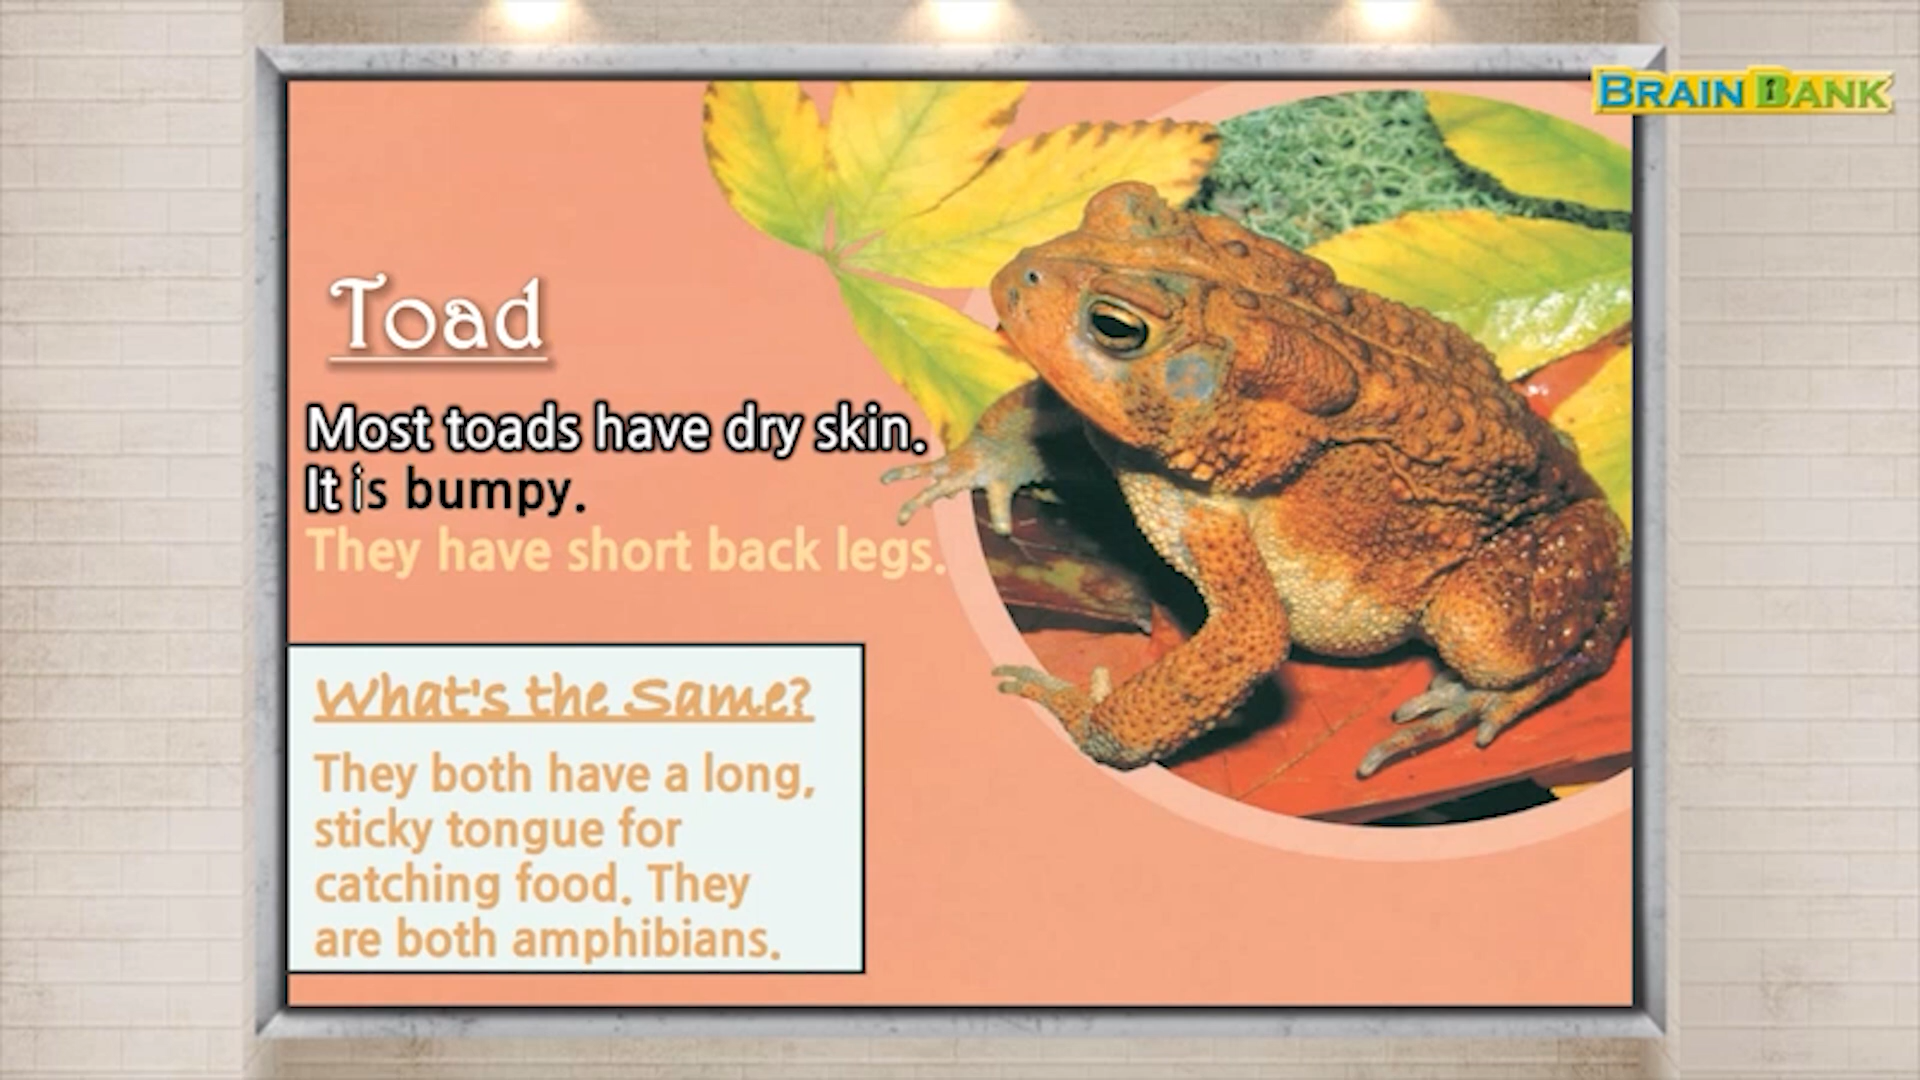 BRAIN BANK
Toad
Most toads have dry skin.
It is bumpy.
They have short back legs.
What's the Same?
They both have a long,
sticky tongue for
catching food. They
are both amphibians.